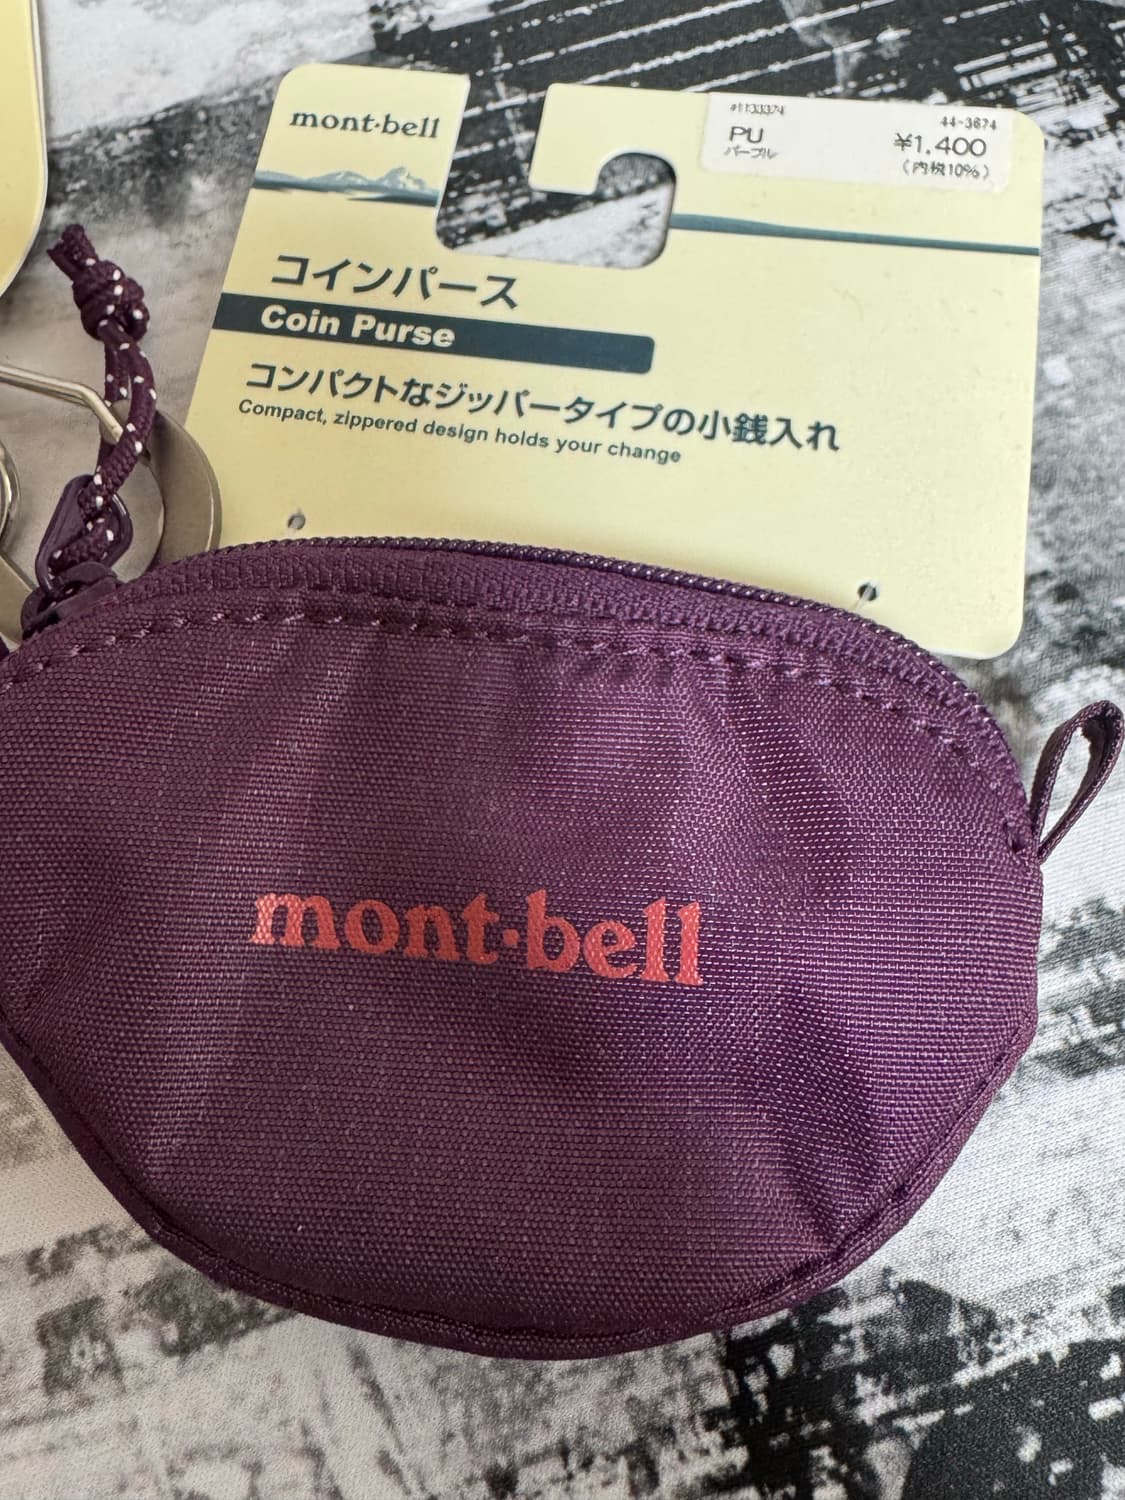 mont·bell
#1133374
44-3674
PU
パープル
¥1,400
(内税10%)
コインパース
Coin Purse
コンパクトなジッパータイプの小銭入れ
Compact, zippered design holds your change
mont·bell